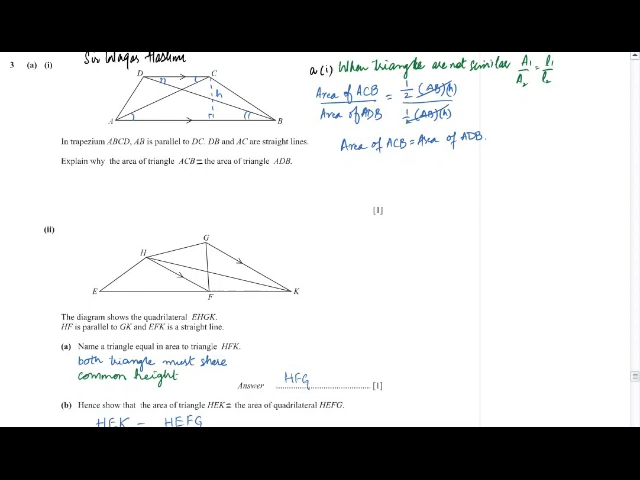 Sir Waqas Hashmi
3 (a) (i)
D C
h
A B
a (i) When triangle are not similar A₁/A₂ = l₁/l₂
Area of ACB / Area of ADB = ½ (AB)(h) / ½ (AB)(h)
Area of ACB = Area of ADB.
In trapezium ABCD, AB is parallel to DC. DB and AC are straight lines.
Explain why the area of triangle ACB = the area of triangle ADB.
[1]
(ii)
G
H
E F K
The diagram shows the quadrilateral EHGK.
HF is parallel to GK and EFK is a straight line.
(a) Name a triangle equal in area to triangle HFK.
both triangle must share
common height
Answer HFG [1]
(b) Hence show that the area of triangle HEK = the area of quadrilateral HEFG.
HEK = HEFG